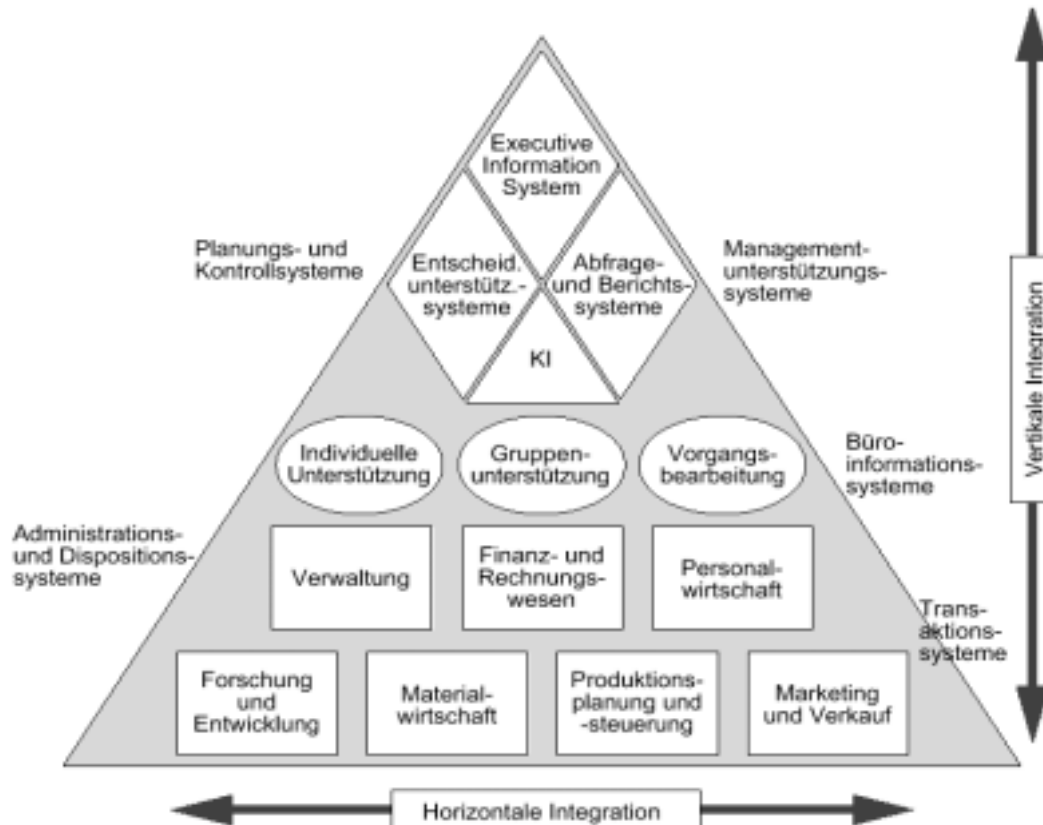 Executive
Information
System
Planungs- und
Kontrollsysteme
Entscheid.
unterstütz.-
systeme
Abfrage-
und Berichts-
systeme
Management-
unterstützungs-
systeme
KI
Individuelle
Unterstützung
Gruppen-
unterstützung
Vorgangs-
bearbeitung
Büro-
informations-
systeme
Administrations-
und Dispositions-
systeme
Verwaltung
Finanz- und
Rechnungs-
wesen
Personal-
wirtschaft
Trans-
aktions-
systeme
Forschung
und
Entwicklung
Material-
wirtschaft
Produktions-
planung und
-steuerung
Marketing
und Verkauf
Vertikale Integration
Horizontale Integration